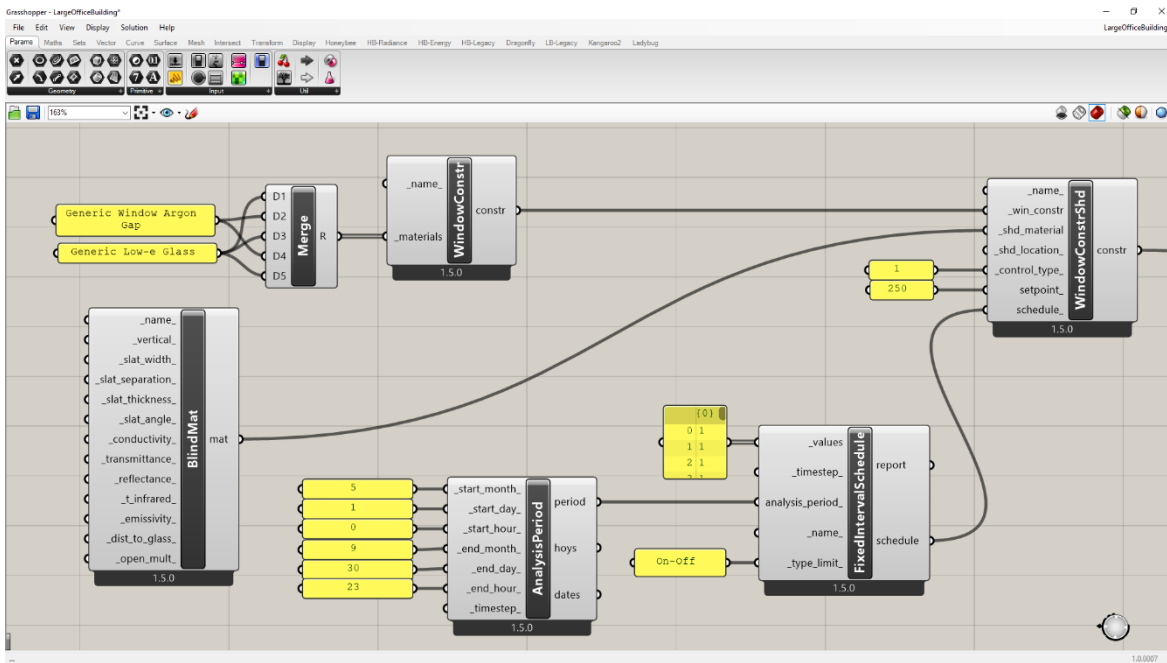 Grasshopper - LargeOfficeBuilding*
File Edit View Display Solution Help
LargeOfficeBuilding
Params Maths Sets Vector Curve Surface Mesh Intersect Transform Display Honeybee HB-Radiance HB-Energy HB-Legacy Dragonfly LB-Legacy Kangaroo2 Ladybug
Geometry Primitive Input Util
163%
Generic Window Argon
Gap
Generic Low-e Glass
D1
D2
D3
D4
D5
Merge
R
_name_
_materials
WindowConstr
constr
1.5.0
_name_
_win_constr
_shd_material
_shd_location_
_control_type_
setpoint_
schedule_
WindowConstrShd
constr
1.5.0
1
250
_name_
_vertical_
_slat_width_
_slat_separation_
_slat_thickness_
_slat_angle_
_conductivity_
_transmittance_
_reflectance_
_t_infrared_
_emissivity_
_dist_to_glass_
_open_mult_
BlindMat
mat
1.5.0
5
1
0
9
30
23
_start_month_
_start_day_
_start_hour_
_end_month_
_end_day_
_end_hour_
_timestep_
AnalysisPeriod
period
hoys
dates
1.5.0
{0}
0 1
1 1
2 1
On-Off
_values
_timestep_
analysis_period_
_name_
_type_limit_
FixedIntervalSchedule
report
schedule
1.5.0
1.0.0007